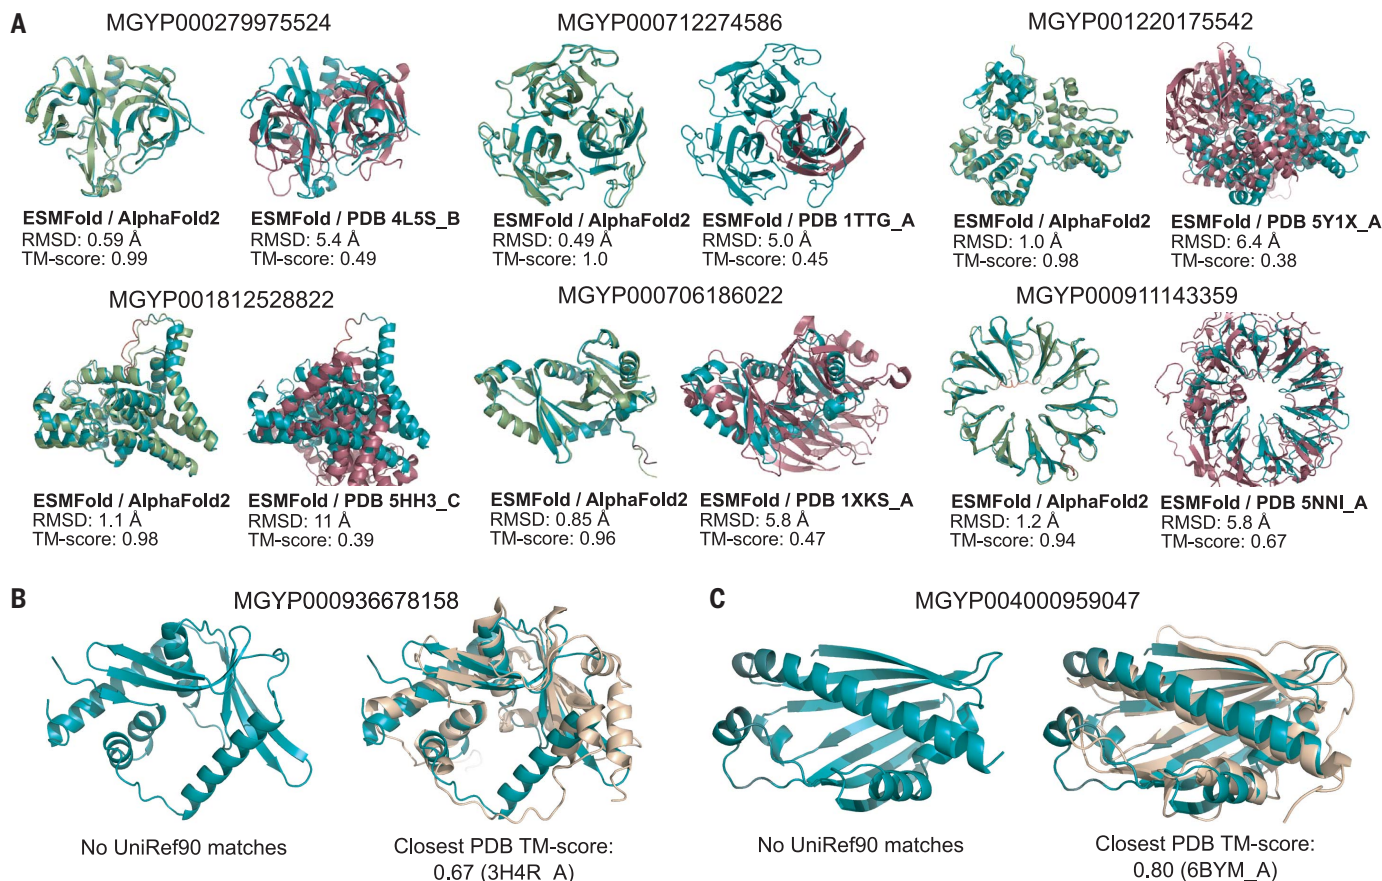 A
MGYP000279975524
MGYP000712274586
MGYP001220175542
ESMFold / AlphaFold2
RMSD: 0.59 Å
TM-score: 0.99
ESMFold / PDB 4L5S_B
RMSD: 5.4 Å
TM-score: 0.49
ESMFold / AlphaFold2
RMSD: 0.49 Å
TM-score: 1.0
ESMFold / PDB 1TTG_A
RMSD: 5.0 Å
TM-score: 0.45
ESMFold / AlphaFold2
RMSD: 1.0 Å
TM-score: 0.98
ESMFold / PDB 5Y1X_A
RMSD: 6.4 Å
TM-score: 0.38
MGYP001812528822
MGYP000706186022
MGYP000911143359
ESMFold / AlphaFold2
RMSD: 1.1 Å
TM-score: 0.98
ESMFold / PDB 5HH3_C
RMSD: 11 Å
TM-score: 0.39
ESMFold / AlphaFold2
RMSD: 0.85 Å
TM-score: 0.96
ESMFold / PDB 1XKS_A
RMSD: 5.8 Å
TM-score: 0.47
ESMFold / AlphaFold2
RMSD: 1.2 Å
TM-score: 0.94
ESMFold / PDB 5NNI_A
RMSD: 5.8 Å
TM-score: 0.67
B
MGYP000936678158
No UniRef90 matches
Closest PDB TM-score:
0.67 (3H4R_A)
C
MGYP004000959047
No UniRef90 matches
Closest PDB TM-score:
0.80 (6BYM_A)